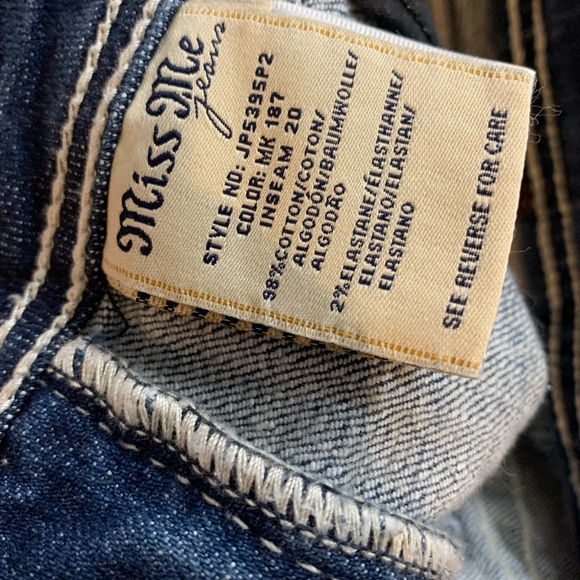 Miss Me
jeans
STYLE NO: JP5395P2
COLOR: MK 187
INSEAM 20
98%COTTON/COTON/
ALGODÓN/BAUMWOLLE/
ALGODÃO
2%ELASTANE/ÉLASTHANNE/
ELASTANO/ELASTAN/
ELASTANO
SEE REVERSE FOR CARE